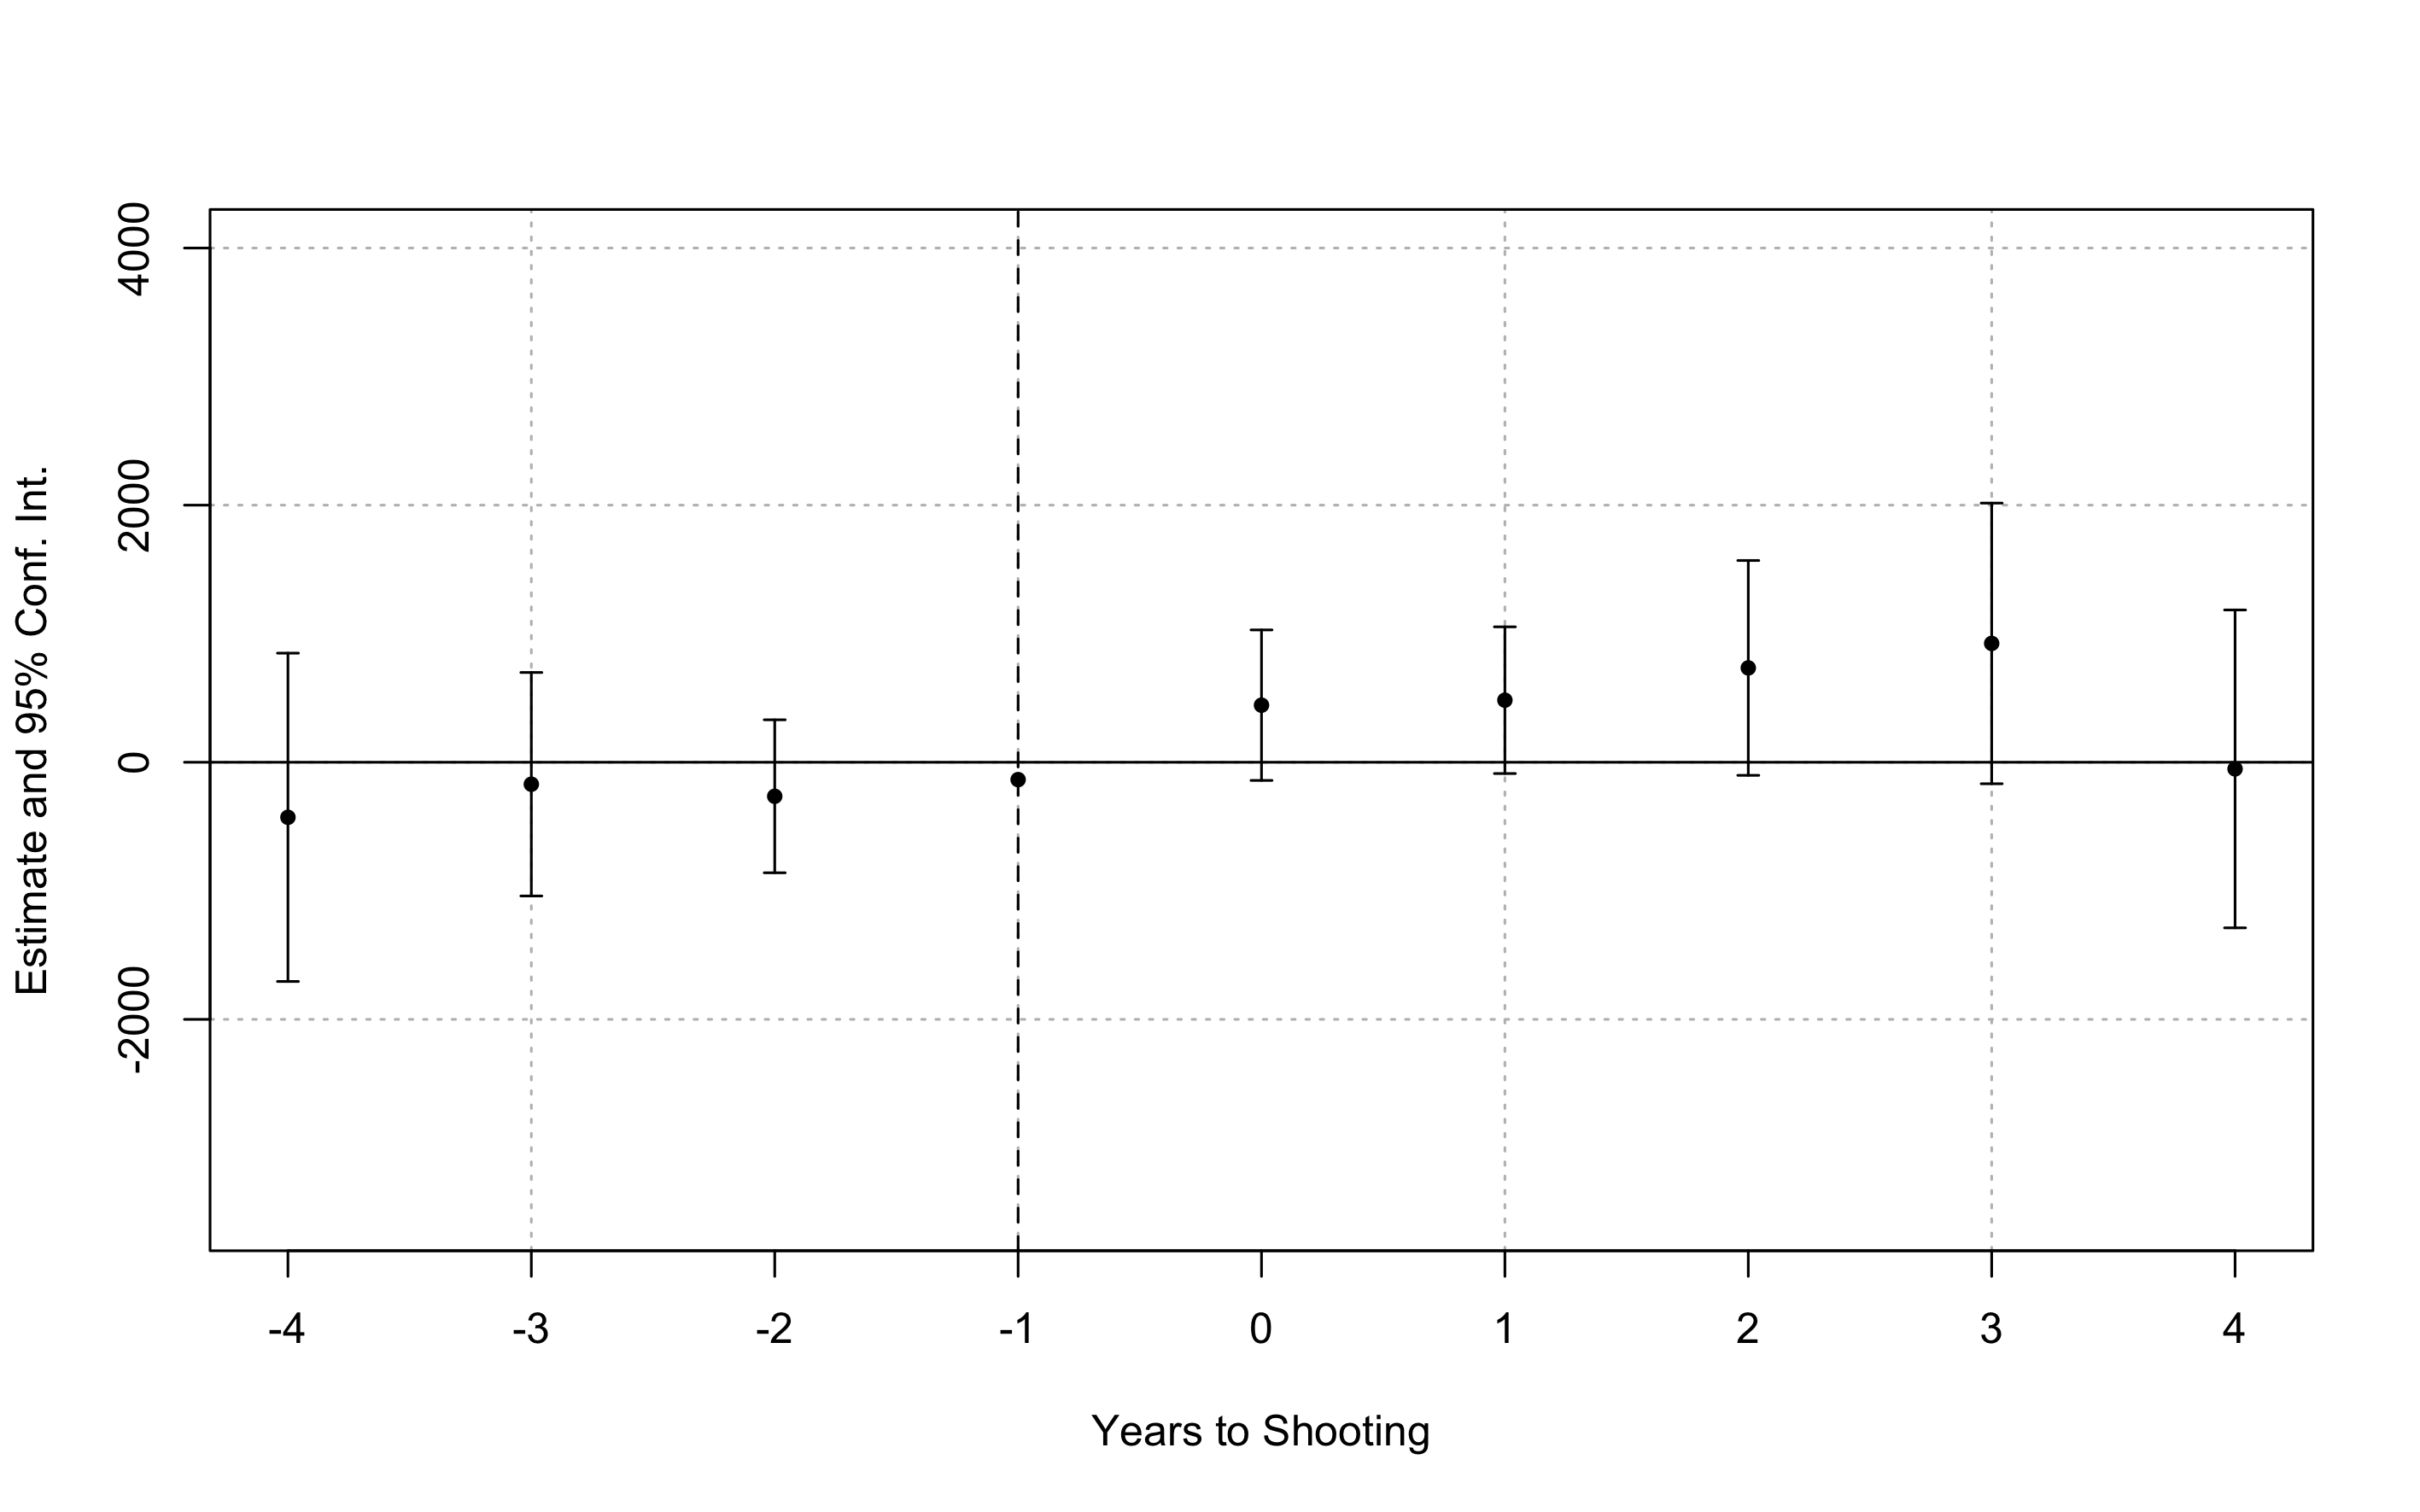 Estimate and 95% Conf. Int.
4000
2000
0
-2000
-4 -3 -2 -1 0 1 2 3 4
Years to Shooting